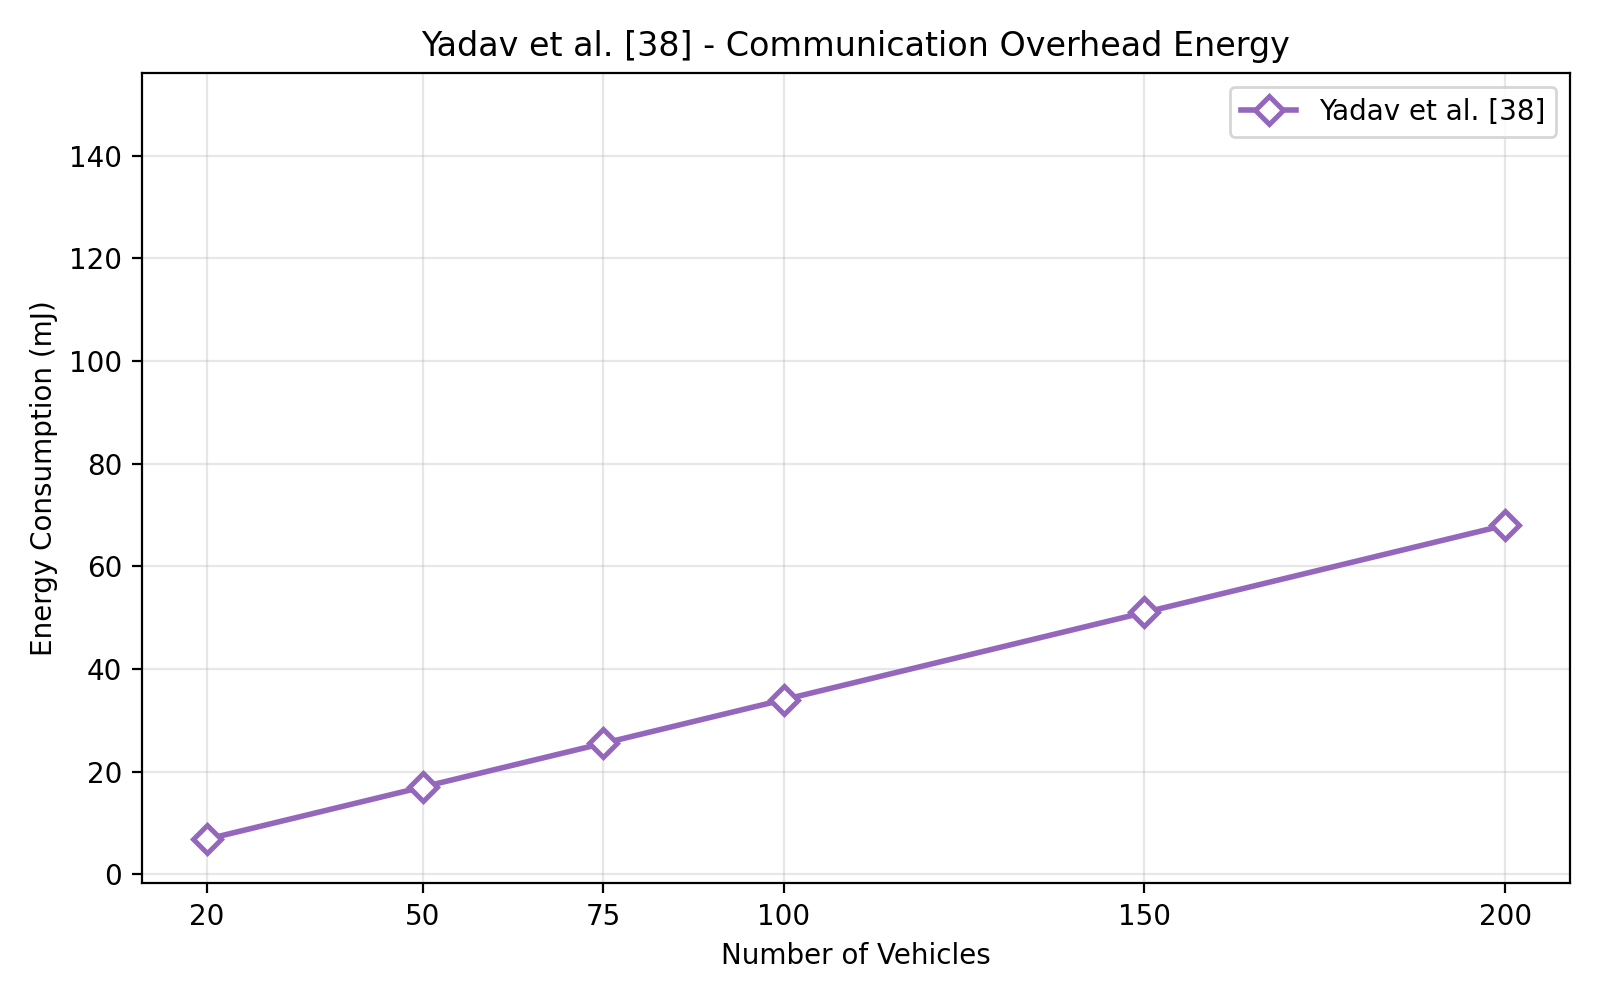 Yadav et al. [38] - Communication Overhead Energy
Yadav et al. [38]
Energy Consumption (mJ)
140
120
100
80
60
40
20
0
20 50 75 100 150 200
Number of Vehicles